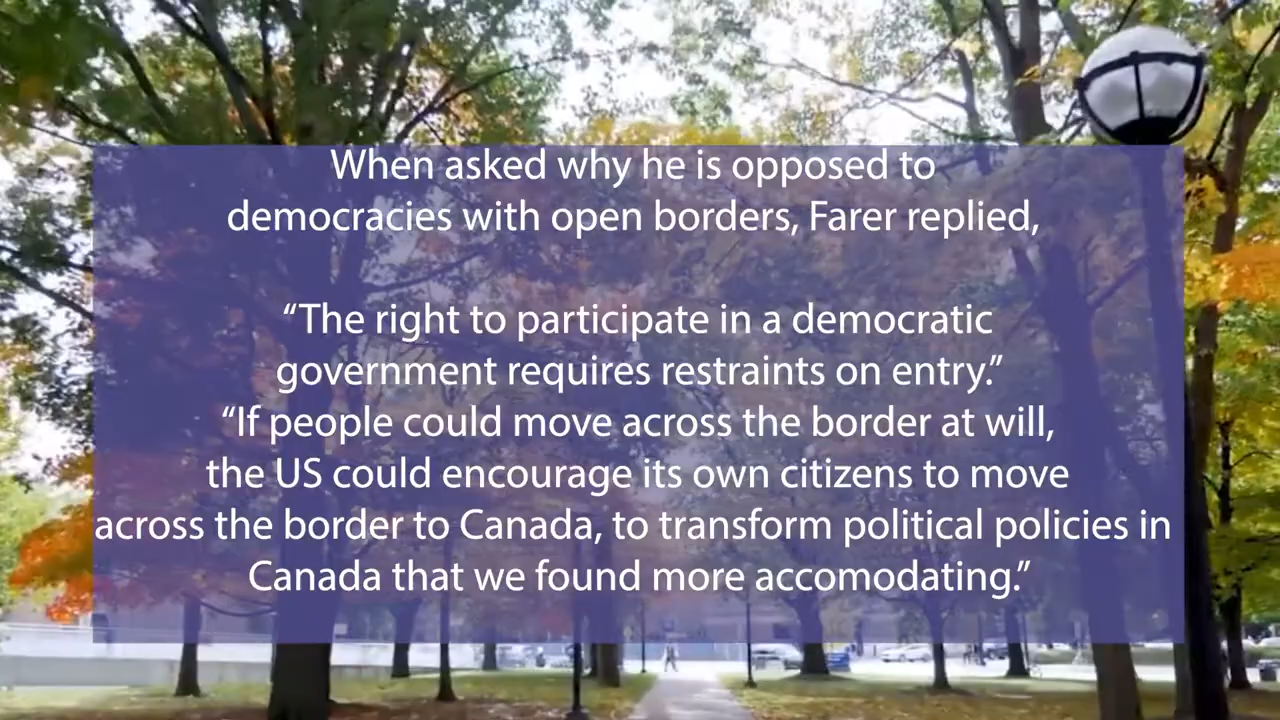 When asked why he is opposed to
democracies with open borders, Farer replied,
“The right to participate in a democratic
government requires restraints on entry.”
“If people could move across the border at will,
the US could encourage its own citizens to move
across the border to Canada, to transform political policies in
Canada that we found more accomodating.”